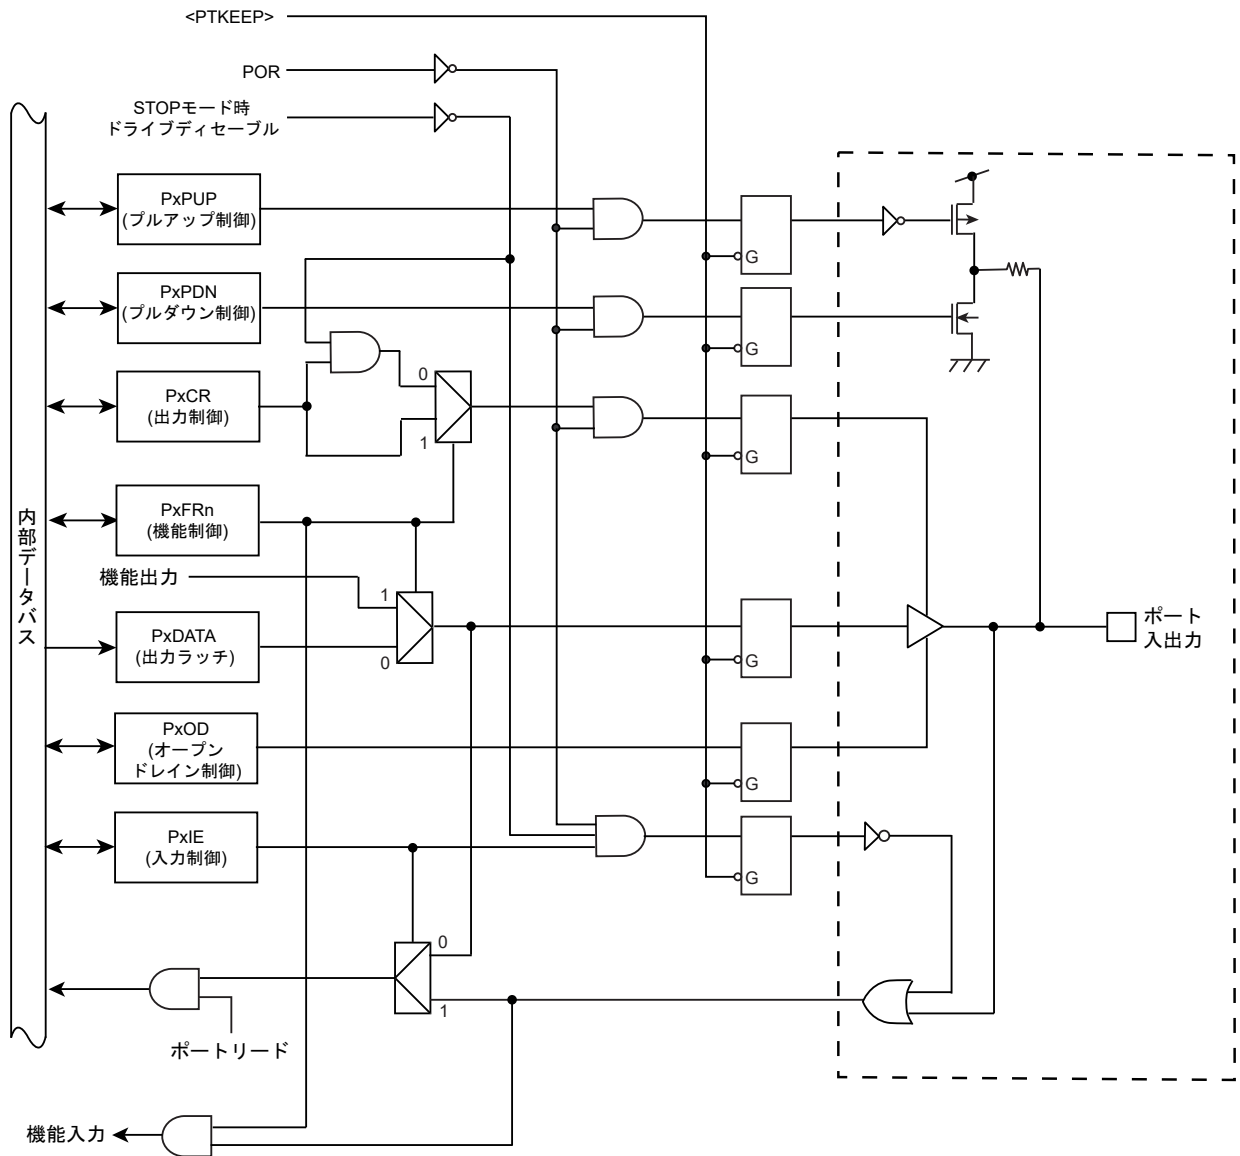 <PTKEEP>
POR
STOPモード時
ドライブディセーブル
PxPUP
(プルアップ制御)
G
PxPDN
(プルダウン制御)
G
PxCR
(出力制御)
0
1
G
内部データバス
PxFRn
(機能制御)
機能出力
1
0
PxDATA
(出力ラッチ)
G
ポート
入出力
PxOD
(オープン
ドレイン制御)
G
PxIE
(入力制御)
G
0
1
ポートリード
機能入力